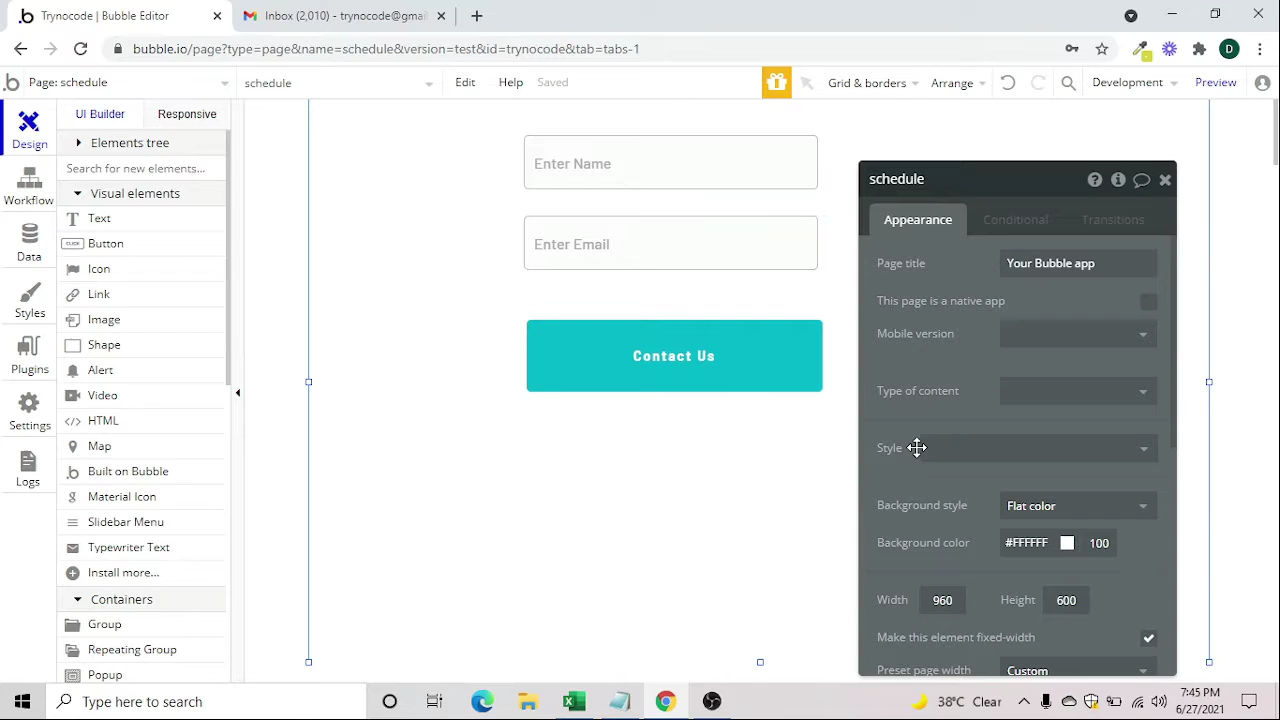 Trynocode | Bubble Editor
Inbox (2,010) - trynocode@gmai
bubble.io/page?type=page&name=schedule&version=test&id=trynocode&tab=tabs-1
D
Page: schedule
schedule
Edit
Help
Saved
Grid & borders
Arrange
Development
Preview
Design
Workflow
Data
Styles
Plugins
Settings
Logs
UI Builder
Responsive
Elements tree
Search for new elements...
Visual elements
Text
CLICK
Button
Icon
Link
Image
Shape
Alert
Video
HTML
Map
Built on Bubble
Material Icon
Slidebar Menu
Typewriter Text
Install more...
Containers
Group
Repeating Group
Popup
Enter Name
Enter Email
Contact Us
schedule
Appearance
Conditional
Transitions
Page title
Your Bubble app
This page is a native app
Mobile version
Type of content
Style
Background style
Flat color
Background color
#FFFFFF
100
Width
960
Height
600
Make this element fixed-width
Preset page width
Custom
Type here to search
38°C Clear
7:45 PM
6/27/2021